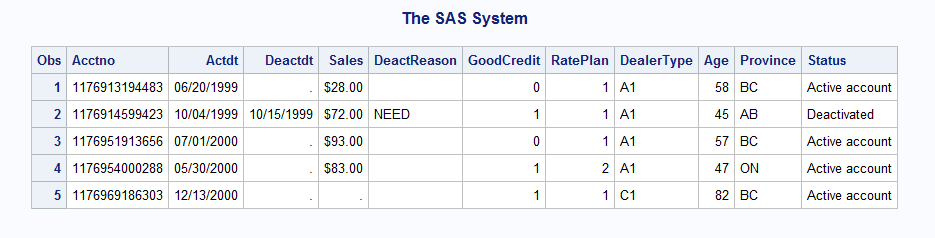 The SAS System
Obs Acctno Actdt Deactdt Sales DeactReason GoodCredit RatePlan DealerType Age Province Status
1 1176913194483 06/20/1999 . $28.00 0 1 A1 58 BC Active account
2 1176914599423 10/04/1999 10/15/1999 $72.00 NEED 1 1 A1 45 AB Deactivated
3 1176951913656 07/01/2000 . $93.00 0 1 A1 57 BC Active account
4 1176954000288 05/30/2000 . $83.00 1 2 A1 47 ON Active account
5 1176969186303 12/13/2000 . . 1 1 C1 82 BC Active account